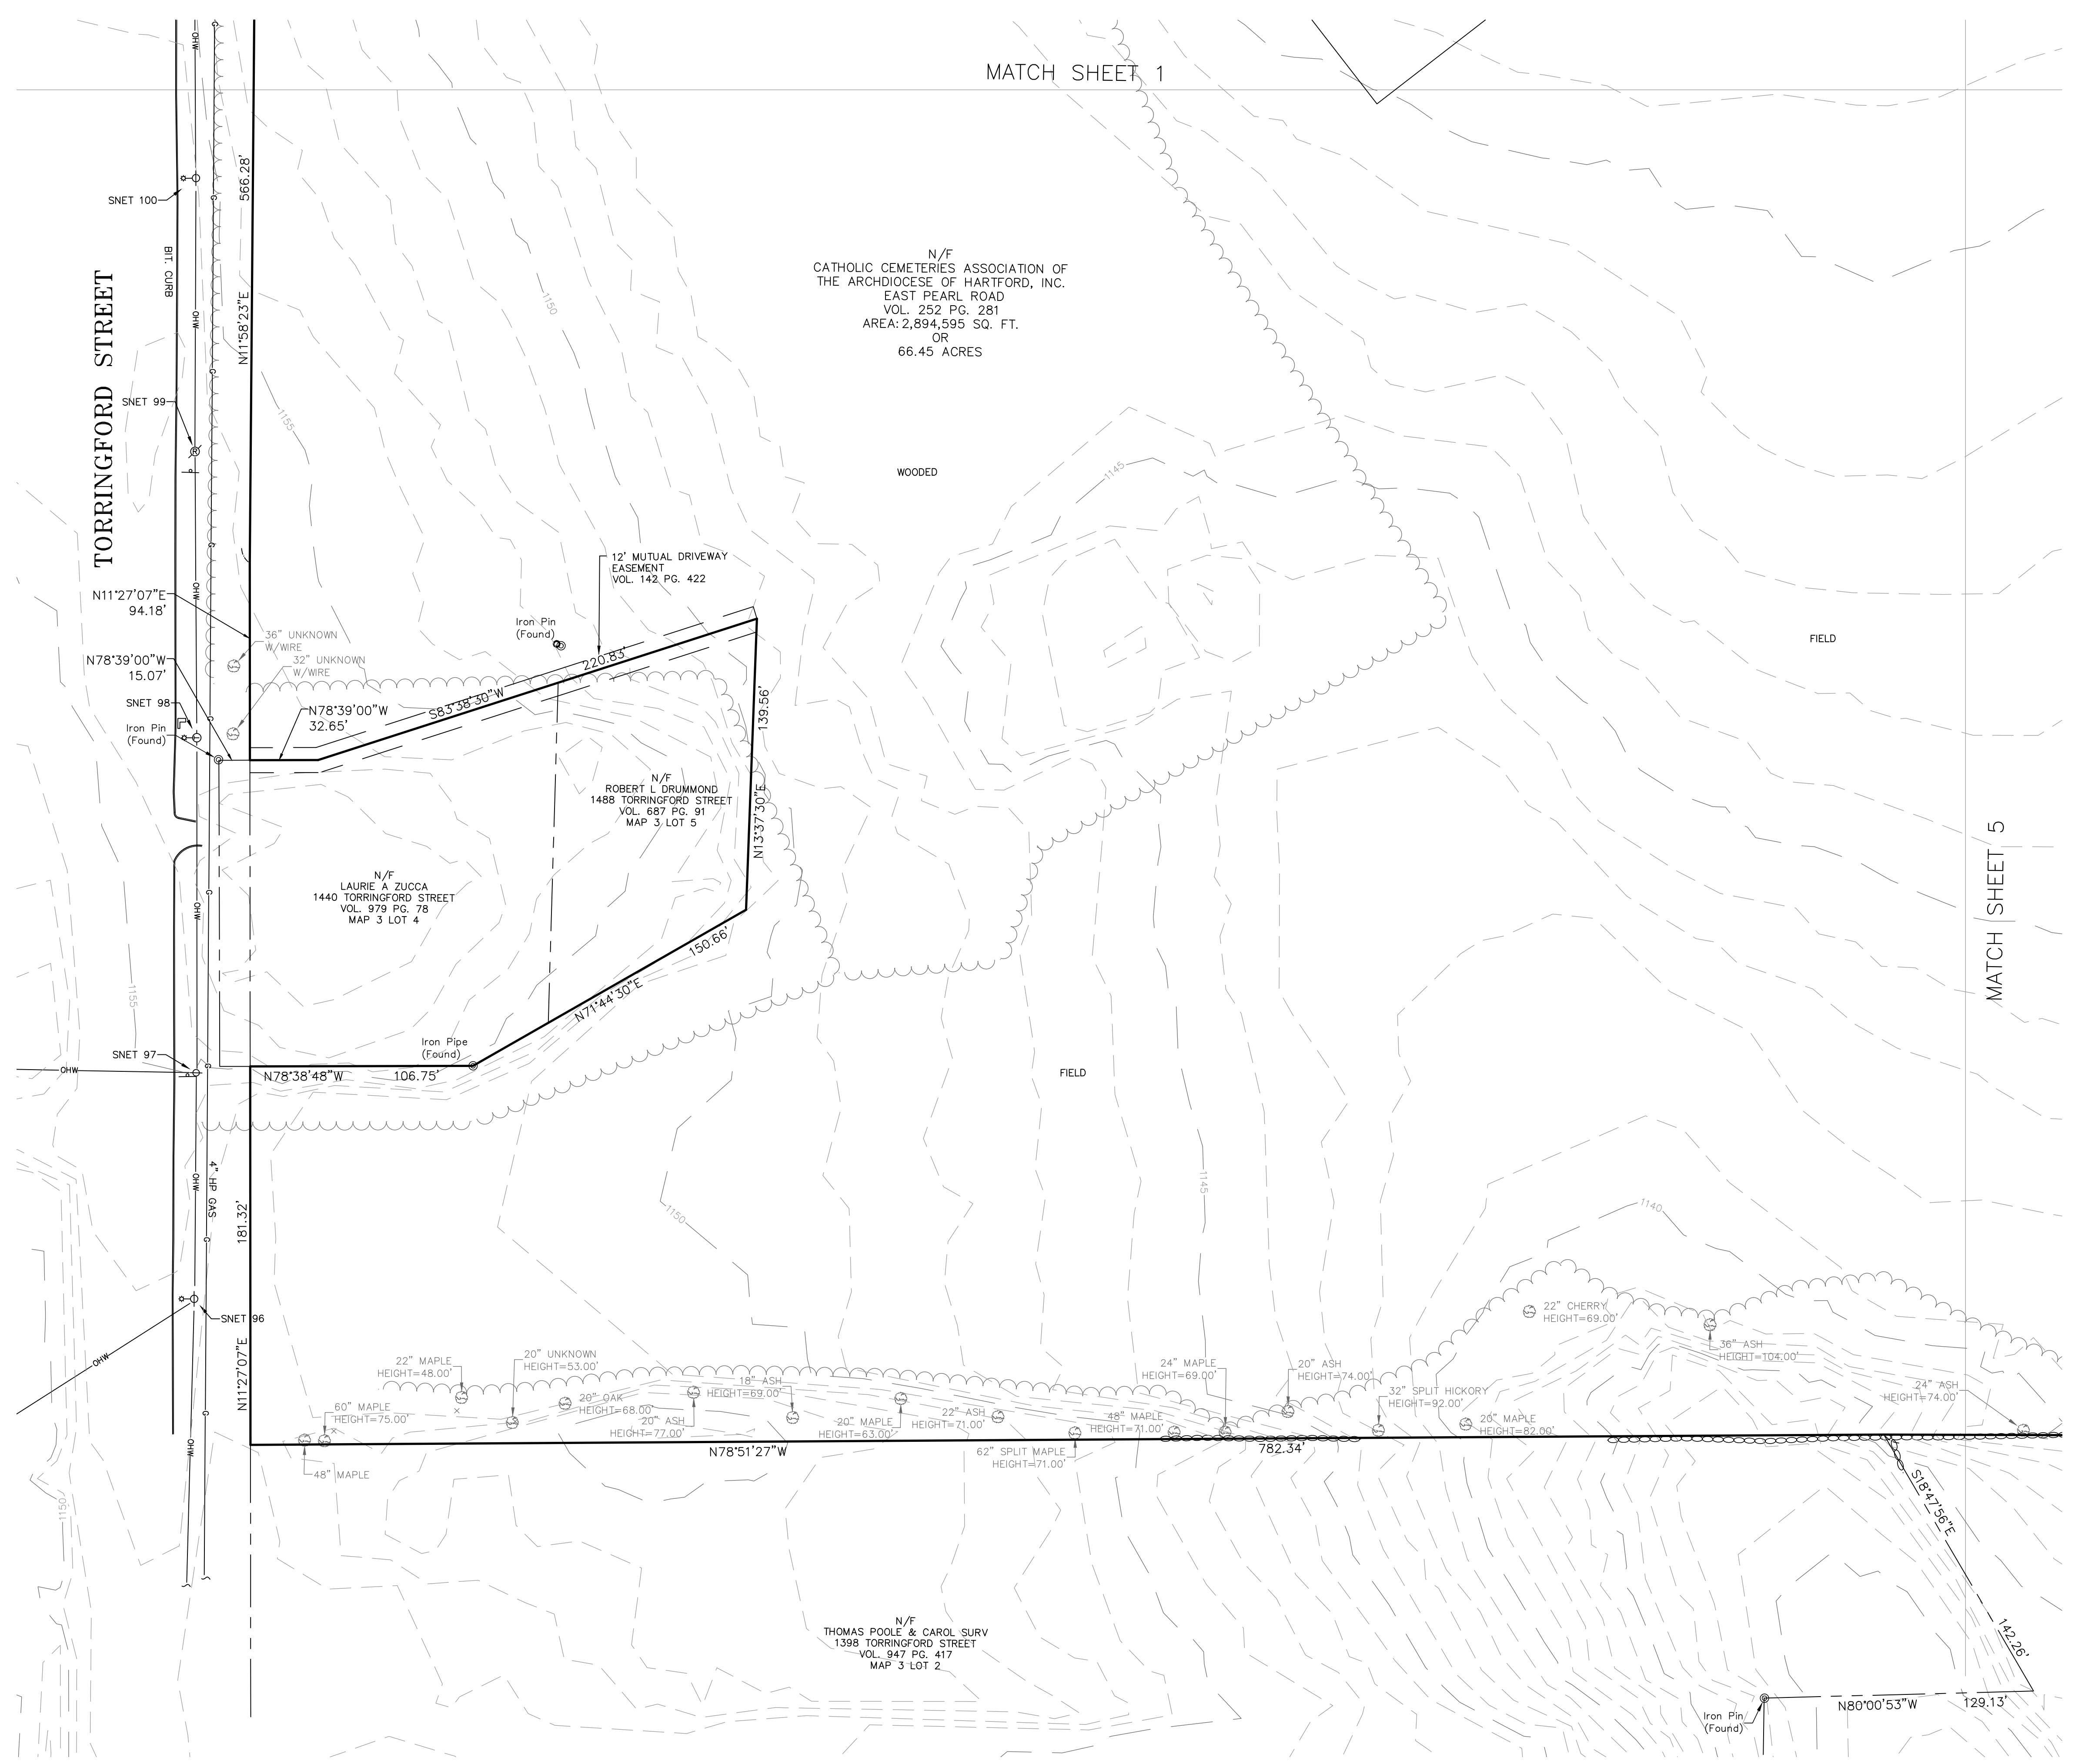 MATCH SHEET 1
OHW
G
566.28'
SNET 100
G
BIT. CURB
N/F
CATHOLIC CEMETERIES ASSOCIATION OF
THE ARCHDIOCESE OF HARTFORD, INC.
EAST PEARL ROAD
VOL. 252 PG. 281
AREA: 2,894,595 SQ. FT.
OR
66.45 ACRES
TORRINGFORD STREET
N11°58'23"E
OHW
1150
G
SNET 99
1155
WOODED
1145
G
12' MUTUAL DRIVEWAY
EASEMENT
VOL. 142 PG. 422
OHW
N11°27'07"E
94.18'
36" UNKNOWN
W/WIRE
Iron Pin
(Found)
FIELD
N78°39'00"W
15.07'
32" UNKNOWN
W/WIRE
220.83'
S83°38'30"W
139.56'
SNET 98
Iron Pin
(Found)
N78°39'00"W
32.65'
G
N/F
ROBERT L DRUMMOND
1488 TORRINGFORD STREET
VOL. 687 PG. 91
MAP 3 LOT 5
N13°37'30"E
MATCH SHEET 5
N/F
LAURIE A ZUCCA
1440 TORRINGFORD STREET
VOL. 979 PG. 78
MAP 3 LOT 4
G
OHW
150.66'
N71°44'30"E
1155
Iron Pipe
(Found)
SNET 97
G
OHW
N78°38'48"W
106.75'
FIELD
4" HP GAS
OHW
181.32'
1145
1150
1140
G
SNET 96
22" CHERRY
HEIGHT=69.00'
N11°27'07"E
OHW
36" ASH
HEIGHT=104.00'
22" MAPLE
HEIGHT=48.00'
20" UNKNOWN
HEIGHT=53.00'
18" ASH
HEIGHT=69.00'
24" MAPLE
HEIGHT=69.00'
20" ASH
HEIGHT=74.00'
32" SPLIT HICKORY
HEIGHT=92.00'
24" ASH
HEIGHT=74.00'
60" MAPLE
HEIGHT=75.00'
20" OAK
HEIGHT=68.00'
20" ASH
HEIGHT=77.00'
20" MAPLE
HEIGHT=63.00'
22" ASH
HEIGHT=71.00'
48" MAPLE
HEIGHT=71.00'
20" MAPLE
HEIGHT=82.00'
G
OHW
N78°51'27"W
782.34'
62" SPLIT MAPLE
HEIGHT=71.00'
48" MAPLE
1150
S18°47'56"E
142.26'
N/F
THOMAS POOLE & CAROL SURV
1398 TORRINGFORD STREET
VOL. 947 PG. 417
MAP 3 LOT 2
N80°00'53"W
129.13'
Iron Pin
(Found)